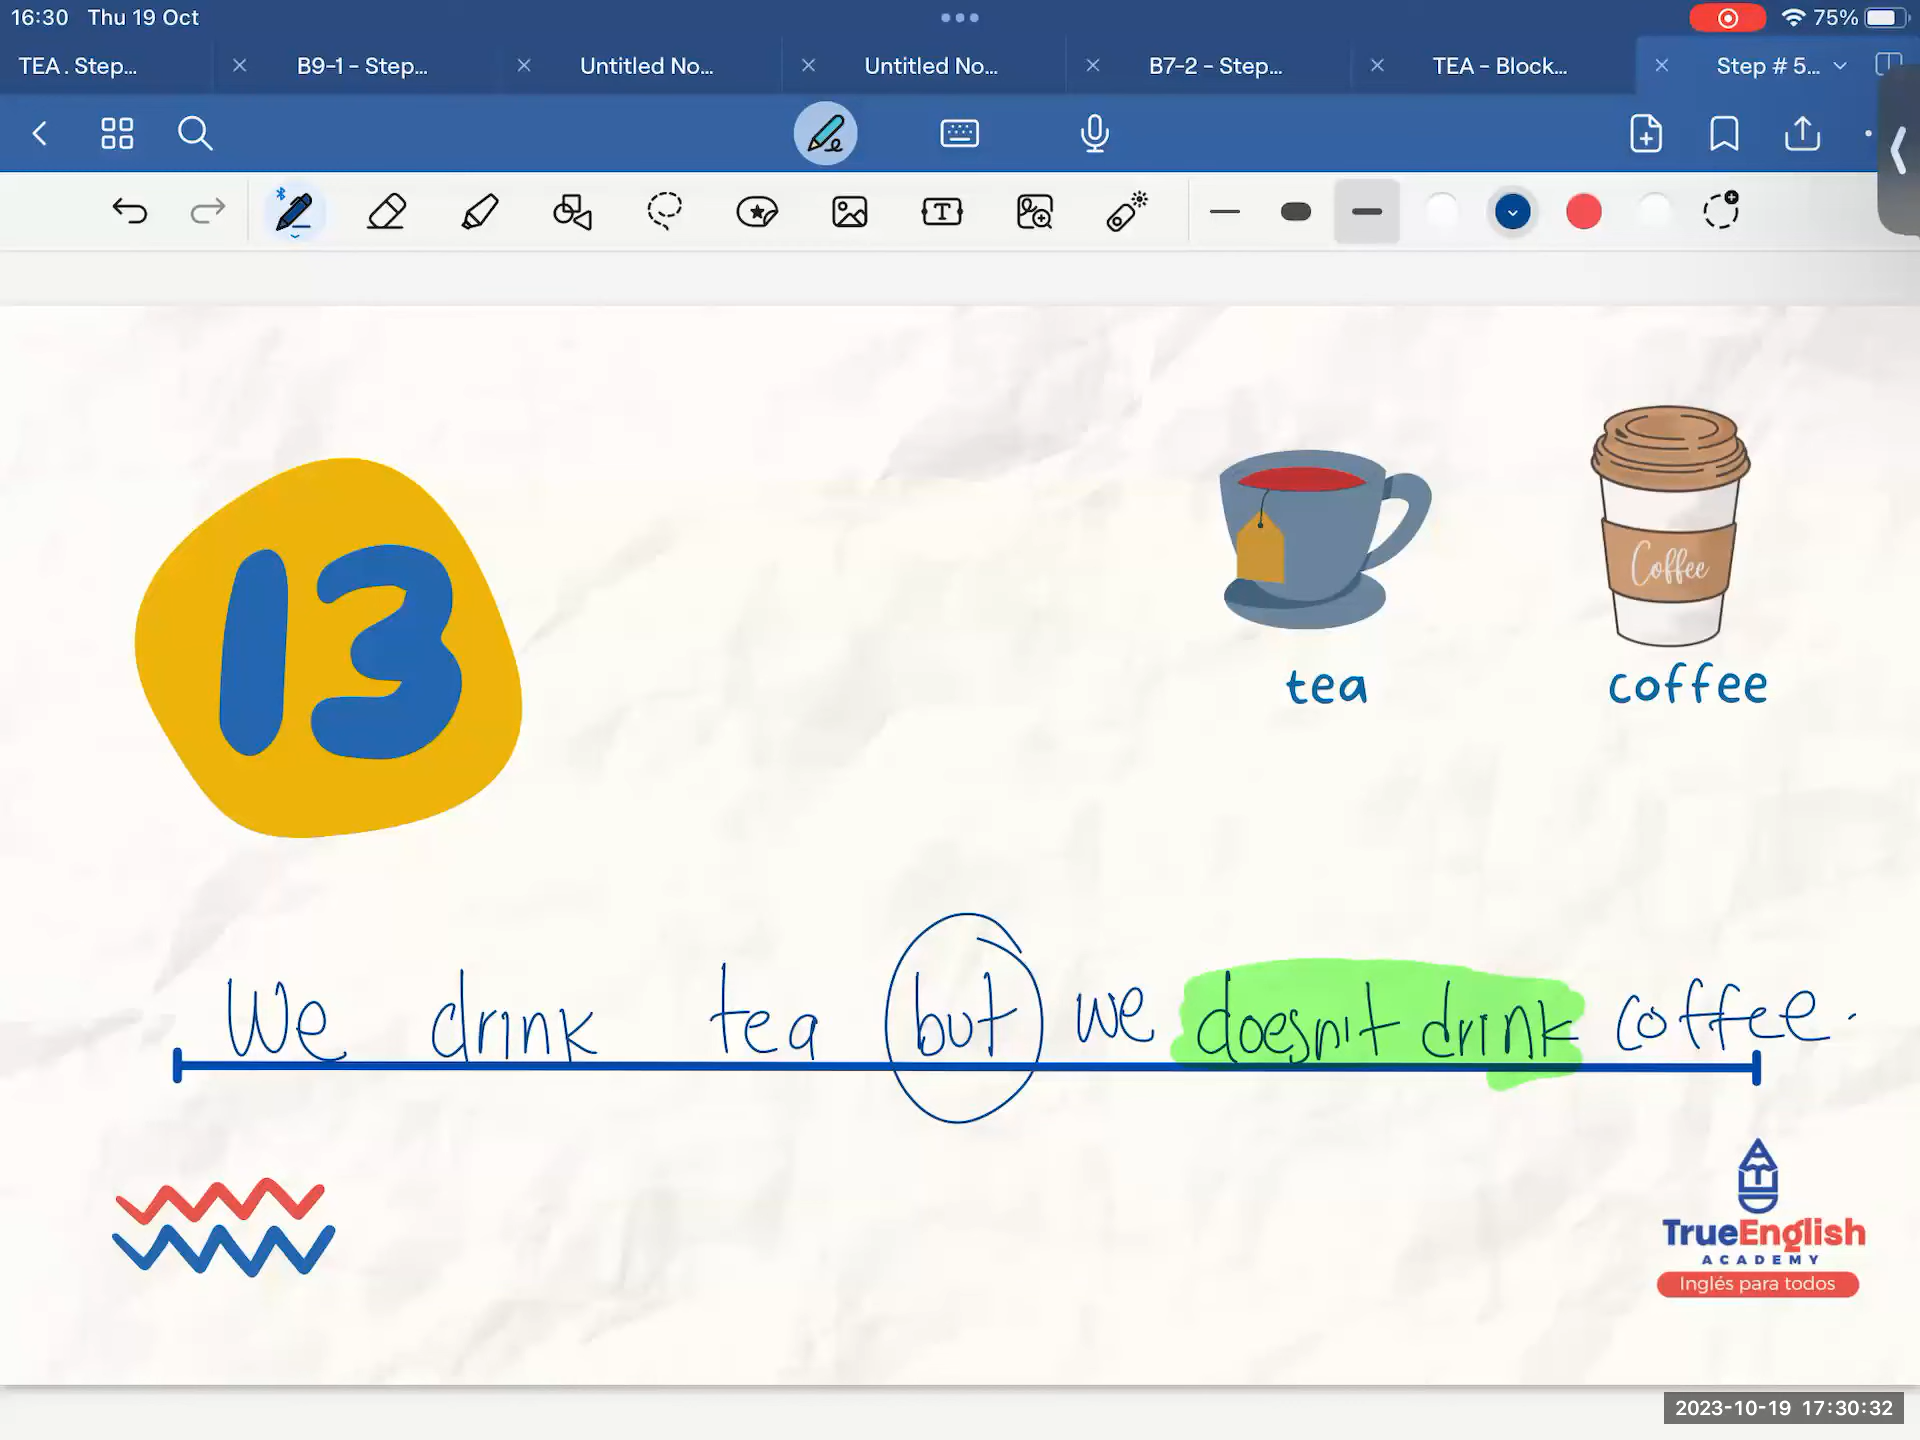 16:30 Thu 19 Oct 75%
TEA . Step... B9-1 - Step... Untitled No... Untitled No... B7-2 - Step... TEA - Block... Step # 5...
13
Coffee
tea coffee
We drink tea but we doesn't drink coffee.
TrueEnglish
ACADEMY
Inglés para todos
2023-10-19 17:30:32